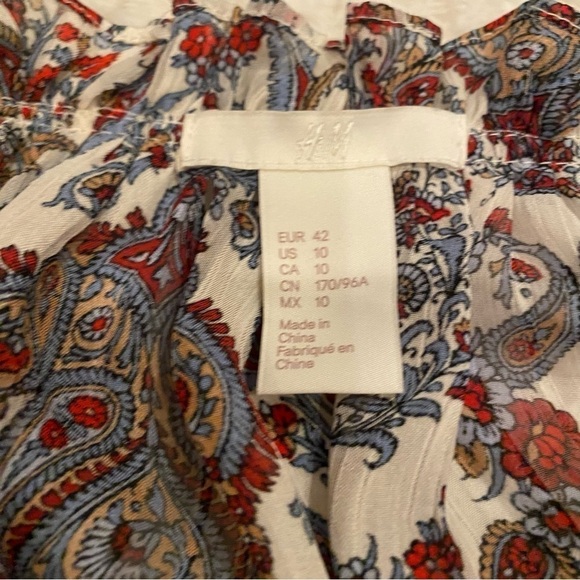 H&M
EUR 42
US 10
CA 10
CN 170/96A
MX 10
Made in
China
Fabriqué en
Chine